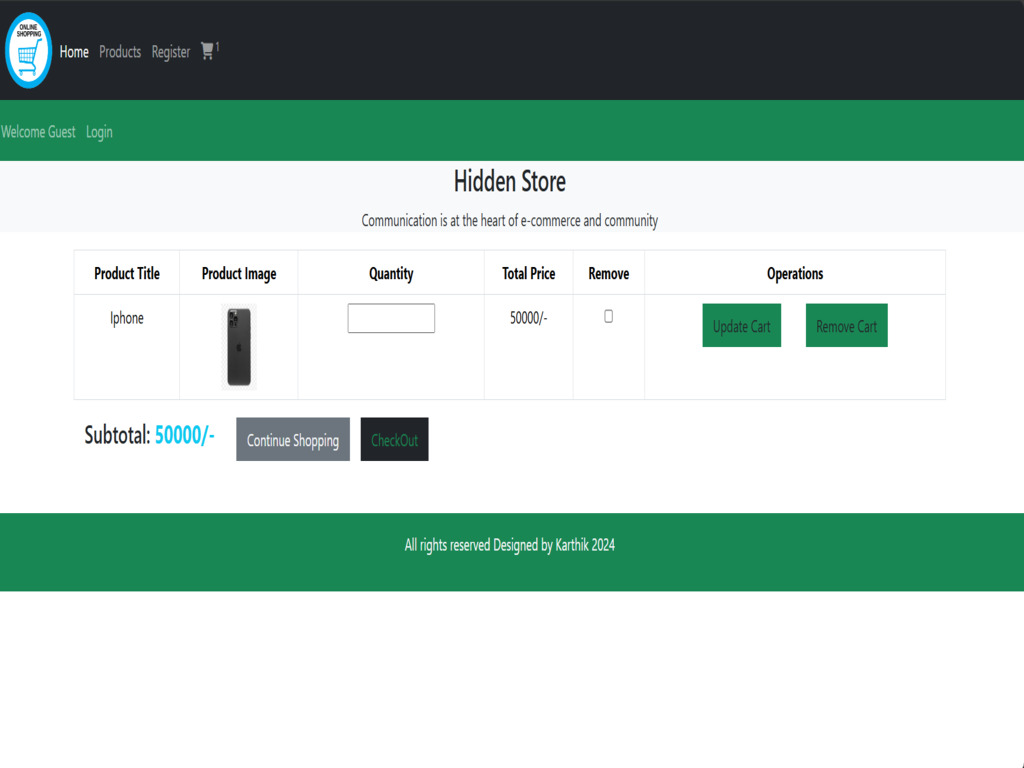 ONLINE
SHOPPING
Home Products Register 1
Welcome Guest Login
Hidden Store
Communication is at the heart of e-commerce and community
Product Title Product Image Quantity Total Price Remove Operations
Iphone 50000/- Update Cart Remove Cart
Subtotal: 50000/- Continue Shopping CheckOut
All rights reserved Designed by Karthik 2024